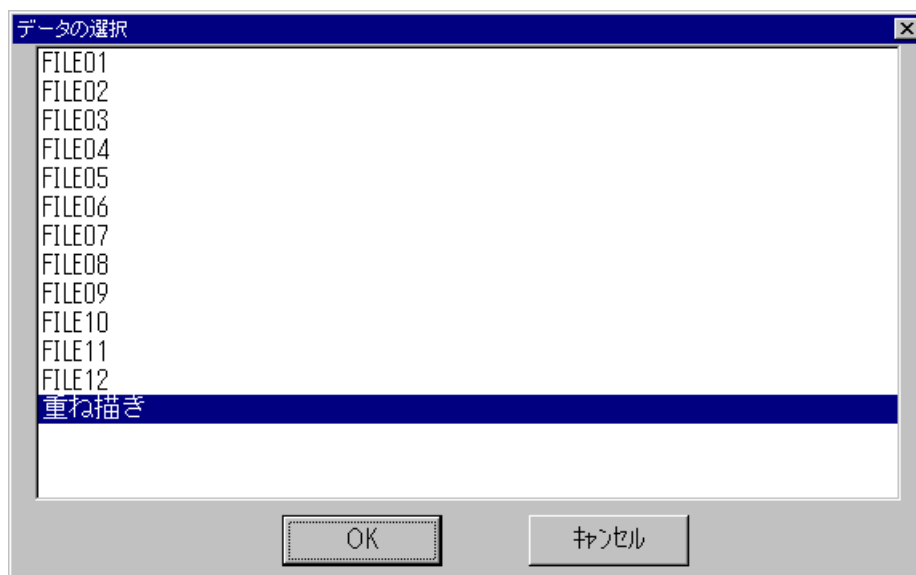 データの選択
FILE01
FILE02
FILE03
FILE04
FILE05
FILE06
FILE07
FILE08
FILE09
FILE10
FILE11
FILE12
重ね描き
OK
ｷｬﾝｾﾙ